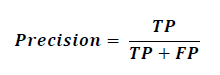 Precision = TP / TP + FP